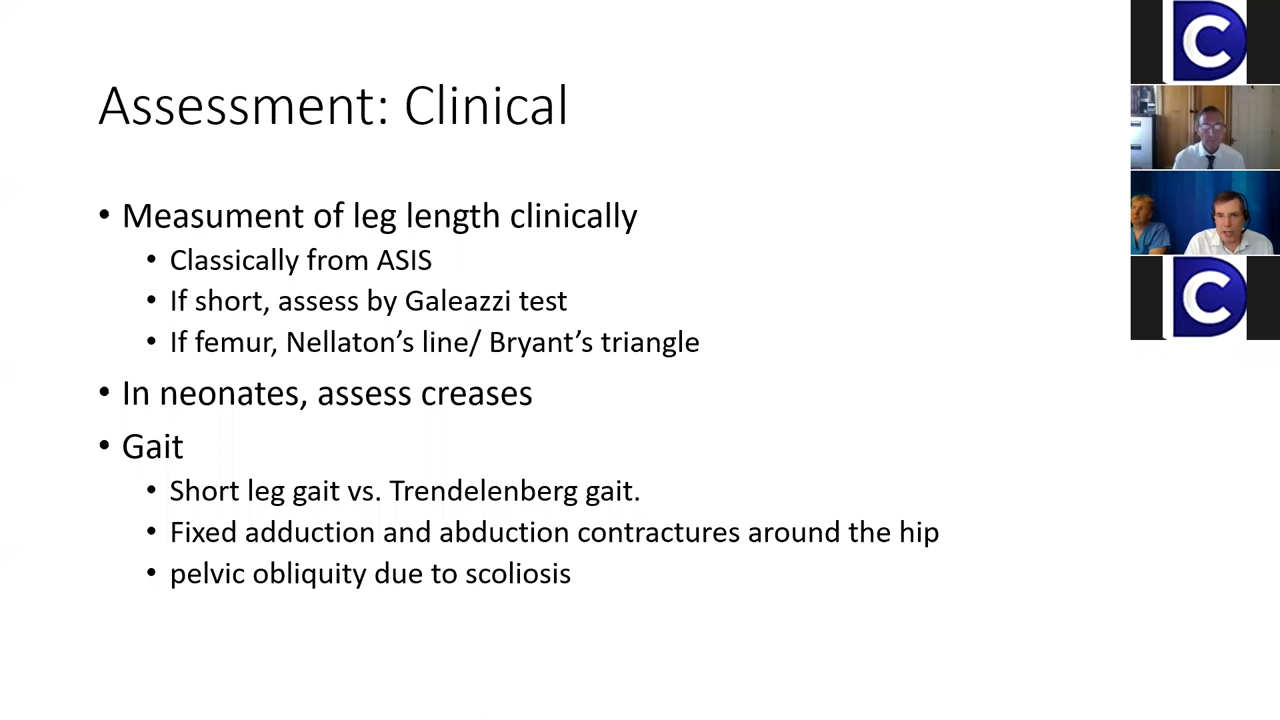 Assessment: Clinical
• Measument of leg length clinically
• Classically from ASIS
• If short, assess by Galeazzi test
• If femur, Nellaton’s line/ Bryant’s triangle
• In neonates, assess creases
• Gait
• Short leg gait vs. Trendelenberg gait.
• Fixed adduction and abduction contractures around the hip
• pelvic obliquity due to scoliosis
C
C